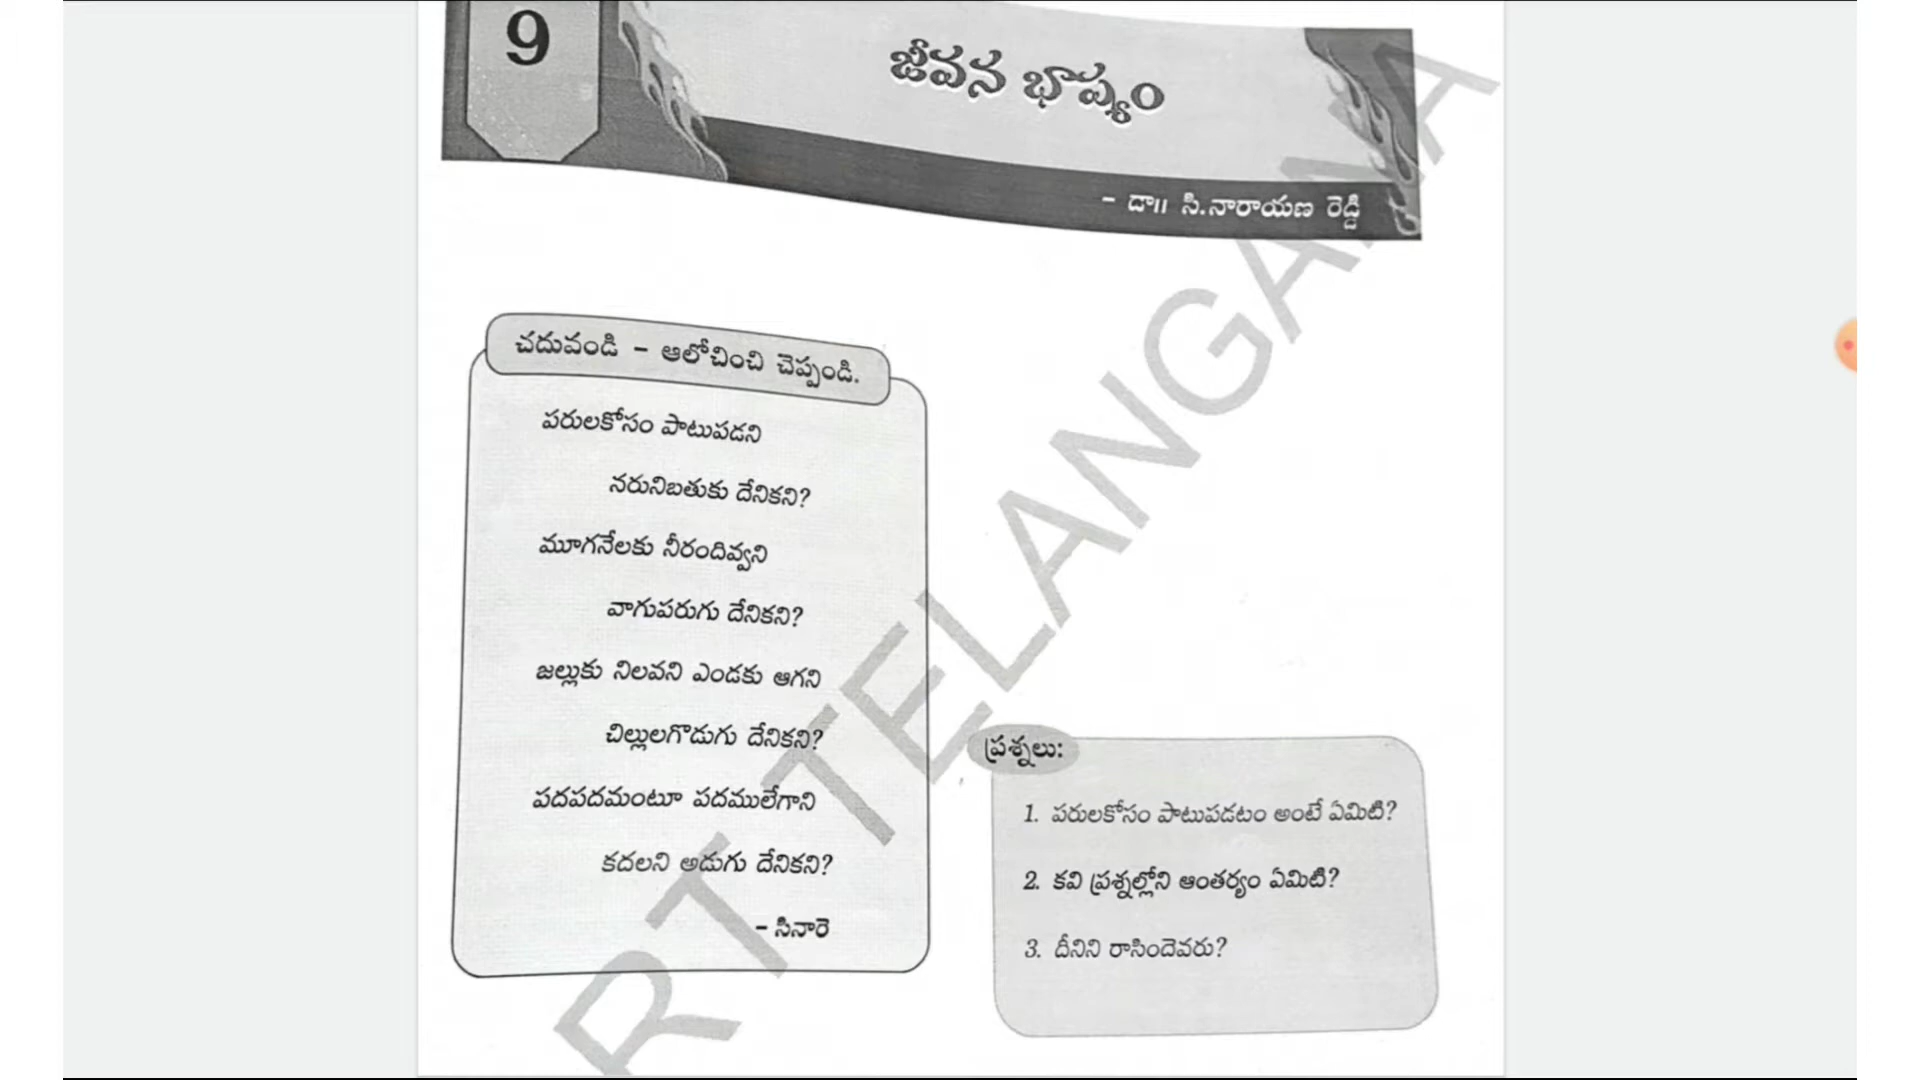 9
జీవన భాష్యం
- డా॥ సి.నారాయణ రెడ్డి
చదువండి - ఆలోచించి చెప్పండి.
పరులకోసం పాటుపడని
నరునిబతుకు దేనికని?
మూగనేలకు నీరందివ్వని
వాగుపరుగు దేనికని?
జల్లుకు నిలవని ఎండకు ఆగని
చిల్లులగొడుగు దేనికని?
పదపదమంటూ పదములేగాని
కదలని అడుగు దేనికని?
- సినారె
ప్రశ్నలు:
1. పరులకోసం పాటుపడటం అంటే ఏమిటి?
2. కవి ప్రశ్నల్లోని ఆంతర్యం ఏమిటి?
3. దీనిని రాసిందెవరు?
RT TELANGANA